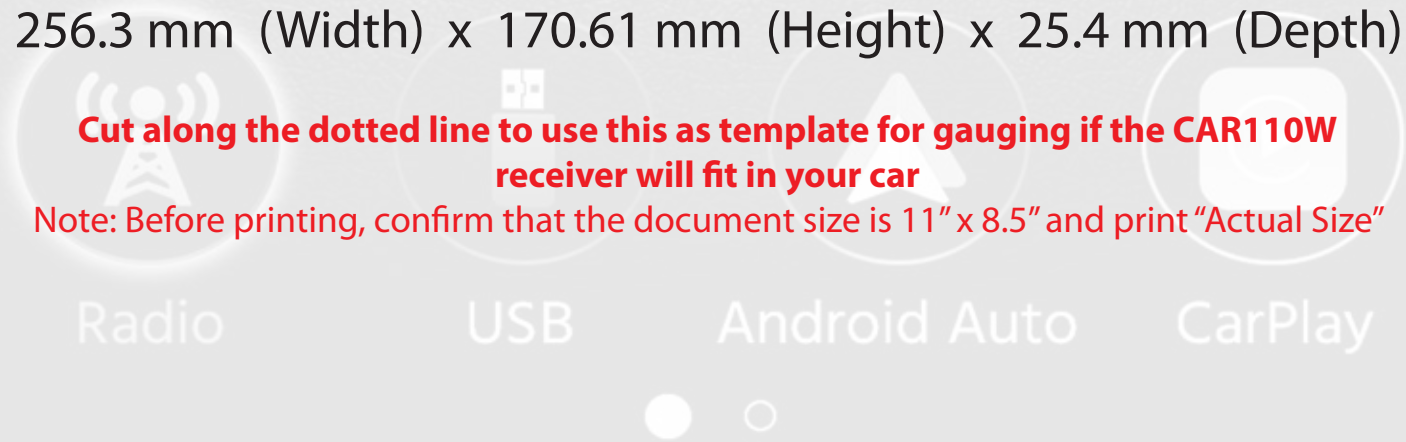 256.3 mm (Width) x 170.61 mm (Height) x 25.4 mm (Depth)
Cut along the dotted line to use this as template for gauging if the CAR110W
receiver will fit in your car
Note: Before printing, confirm that the document size is 11” x 8.5” and print “Actual Size”
Radio USB Android Auto CarPlay